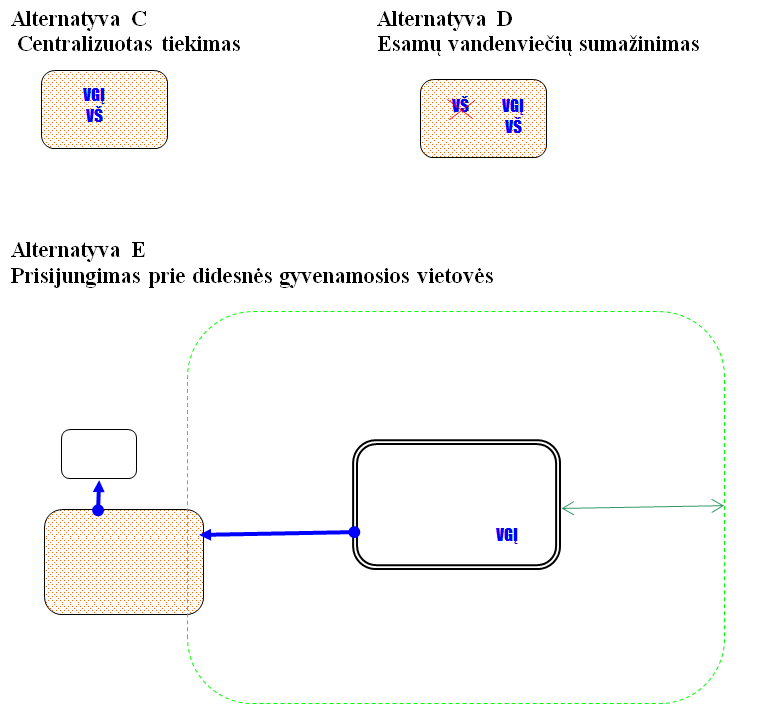 Alternatyva C
Centralizuotas tiekimas
VGĮ
VŠ
Alternatyva D
Esamų vandenviečių sumažinimas
VŠ VGĮ
VŠ
Alternatyva E
Prisijungimas prie didesnės gyvenamosios vietovės
VGĮ